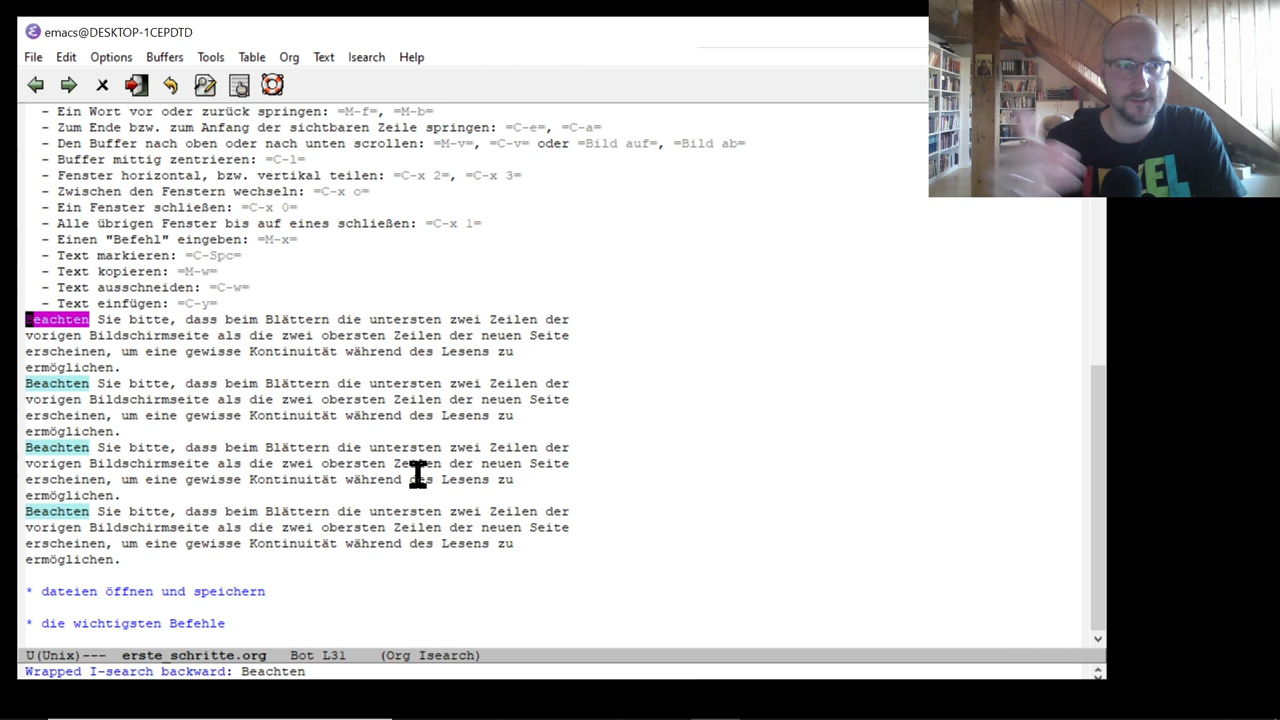 emacs@DESKTOP-1CEPDTD
File Edit Options Buffers Tools Table Org Text Isearch Help
- Ein Wort vor oder zurück springen: =M-f=, =M-b=
- Zum Ende bzw. zum Anfang der sichtbaren Zeile springen: =C-e=, =C-a=
- Den Buffer nach oben oder nach unten scrollen: =M-v=, =C-v= oder =Bild auf=, =Bild ab=
- Buffer mittig zentrieren: =C-l=
- Fenster horizontal, bzw. vertikal teilen: =C-x 2=, =C-x 3=
- Zwischen den Fenstern wechseln: =C-x o=
- Ein Fenster schließen: =C-x 0=
- Alle übrigen Fenster bis auf eines schließen: =C-x 1=
- Einen "Befehl" eingeben: =M-x=
- Text markieren: =C-Spc=
- Text kopieren: =M-w=
- Text ausschneiden: =C-w=
- Text einfügen: =C-y=
Beachten Sie bitte, dass beim Blättern die untersten zwei Zeilen der
vorigen Bildschirmseite als die zwei obersten Zeilen der neuen Seite
erscheinen, um eine gewisse Kontinuität während des Lesens zu
ermöglichen.
Beachten Sie bitte, dass beim Blättern die untersten zwei Zeilen der
vorigen Bildschirmseite als die zwei obersten Zeilen der neuen Seite
erscheinen, um eine gewisse Kontinuität während des Lesens zu
ermöglichen.
Beachten Sie bitte, dass beim Blättern die untersten zwei Zeilen der
vorigen Bildschirmseite als die zwei obersten Zeilen der neuen Seite
erscheinen, um eine gewisse Kontinuität während des Lesens zu
ermöglichen.
Beachten Sie bitte, dass beim Blättern die untersten zwei Zeilen der
vorigen Bildschirmseite als die zwei obersten Zeilen der neuen Seite
erscheinen, um eine gewisse Kontinuität während des Lesens zu
ermöglichen.
* dateien öffnen und speichern
* die wichtigsten Befehle
U(Unix)--- erste_schritte.org Bot L31 (Org Isearch)
Wrapped I-search backward: Beachten